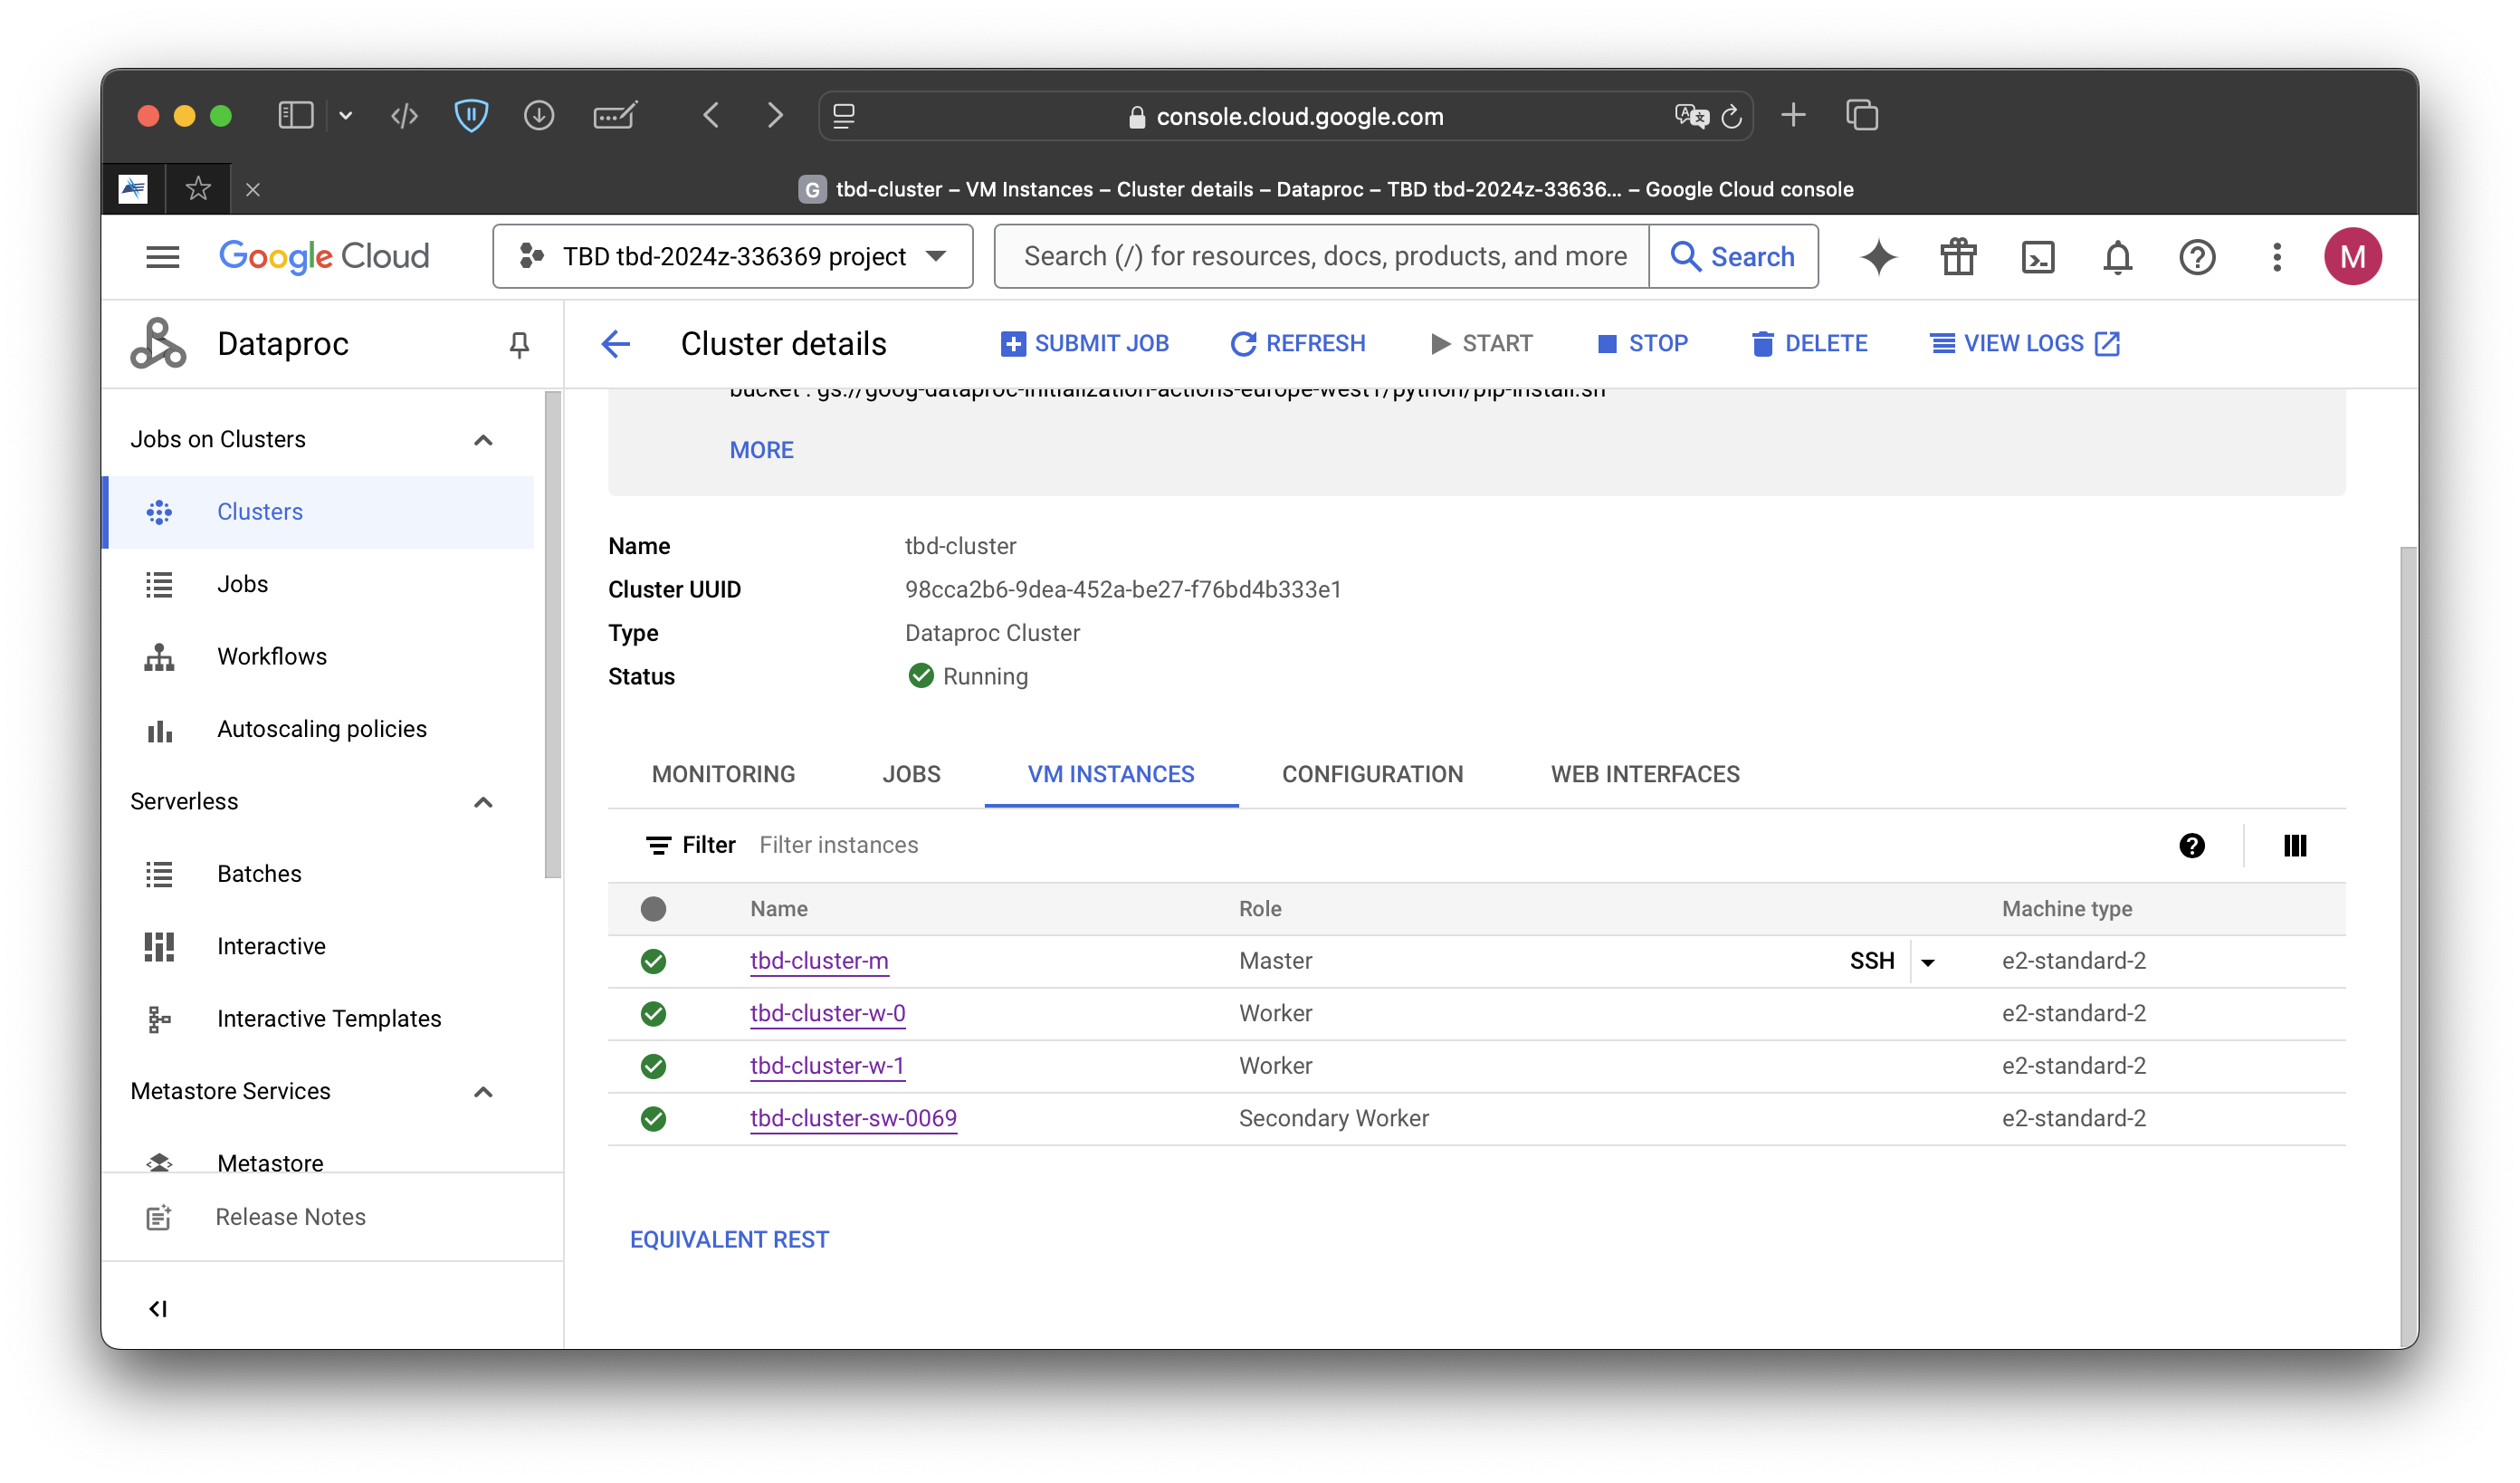 console.cloud.google.com
G tbd-cluster – VM Instances – Cluster details – Dataproc – TBD tbd-2024z-33636... – Google Cloud console
Google Cloud
TBD tbd-2024z-336369 project
Search (/) for resources, docs, products, and more
Search
M
Dataproc
Cluster details
SUBMIT JOB
REFRESH
START
STOP
DELETE
VIEW LOGS
Jobs on Clusters
Clusters
Jobs
Workflows
Autoscaling policies
Serverless
Batches
Interactive
Interactive Templates
Metastore Services
Metastore
Release Notes
bucket : gs://goog-dataproc-initialization-actions-europe-west1/python/pip-install.sh
MORE
Name tbd-cluster
Cluster UUID 98cca2b6-9dea-452a-be27-f76bd4b333e1
Type Dataproc Cluster
Status Running
MONITORING JOBS VM INSTANCES CONFIGURATION WEB INTERFACES
Filter Filter instances
Name Role Machine type
tbd-cluster-m Master SSH e2-standard-2
tbd-cluster-w-0 Worker e2-standard-2
tbd-cluster-w-1 Worker e2-standard-2
tbd-cluster-sw-0069 Secondary Worker e2-standard-2
EQUIVALENT REST